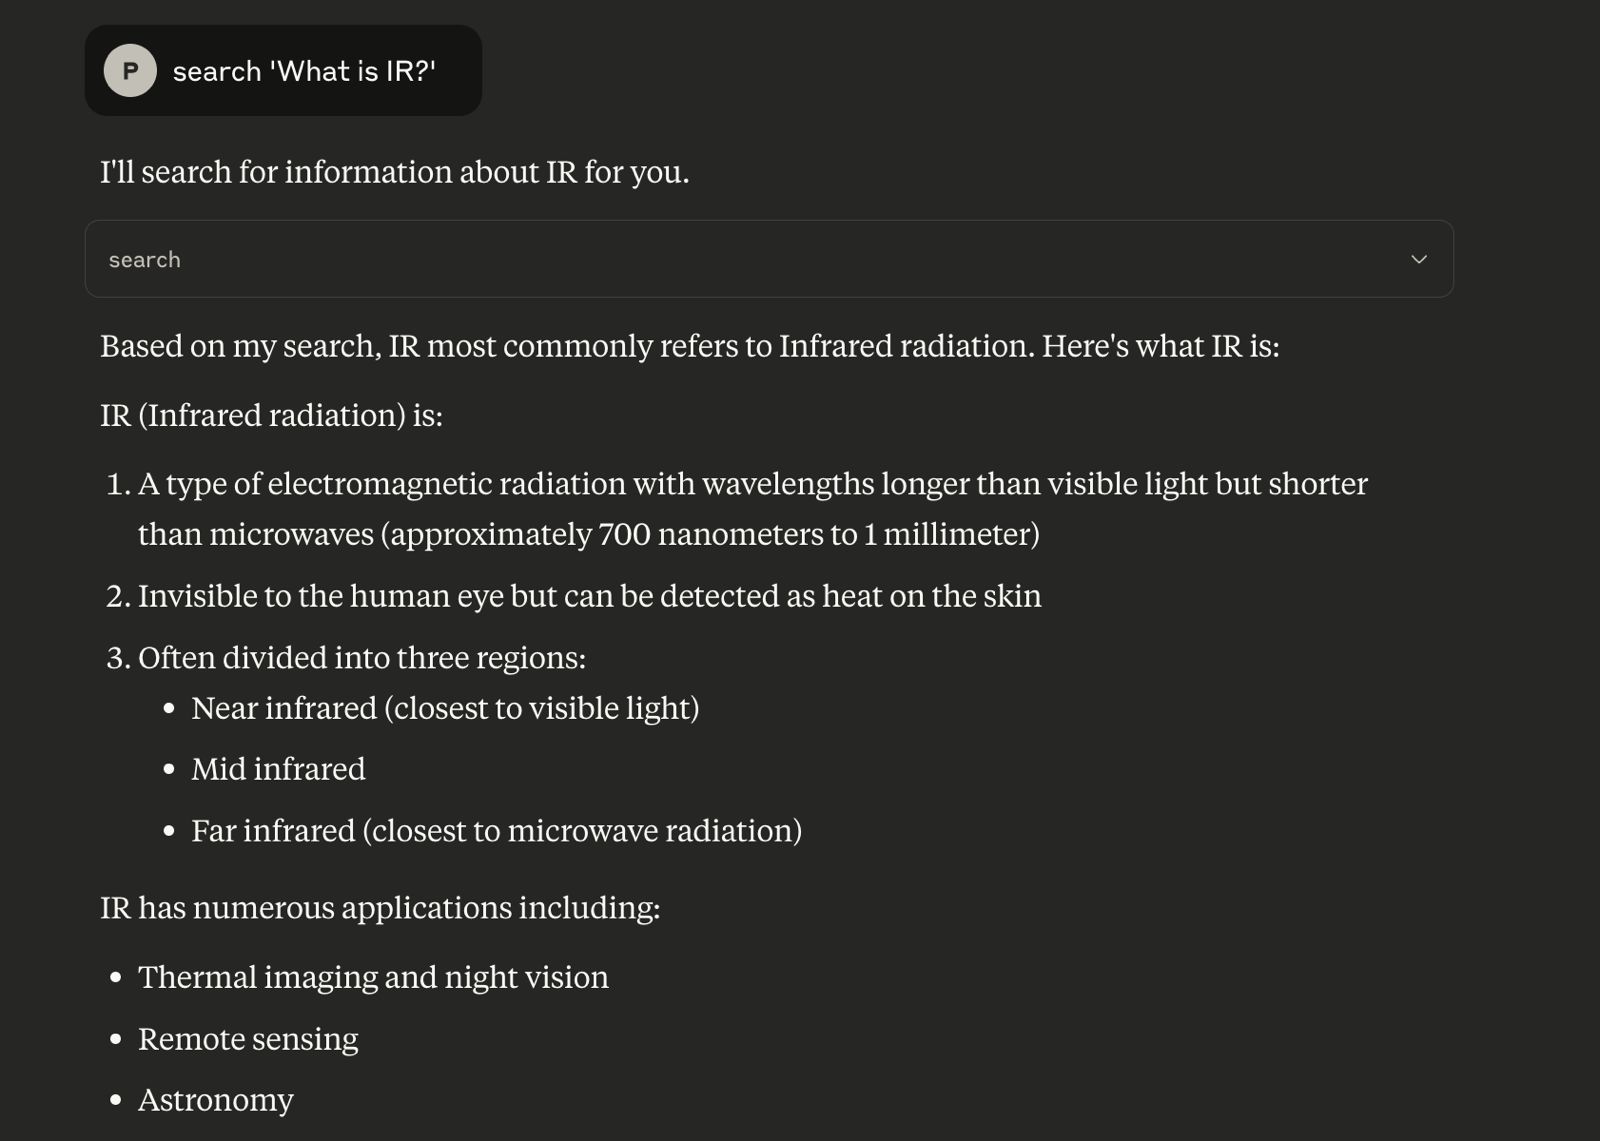 P
search 'What is IR?'
I'll search for information about IR for you.
search
Based on my search, IR most commonly refers to Infrared radiation. Here's what IR is:
IR (Infrared radiation) is:
1. A type of electromagnetic radiation with wavelengths longer than visible light but shorter
than microwaves (approximately 700 nanometers to 1 millimeter)
2. Invisible to the human eye but can be detected as heat on the skin
3. Often divided into three regions:
• Near infrared (closest to visible light)
• Mid infrared
• Far infrared (closest to microwave radiation)
IR has numerous applications including:
• Thermal imaging and night vision
• Remote sensing
• Astronomy